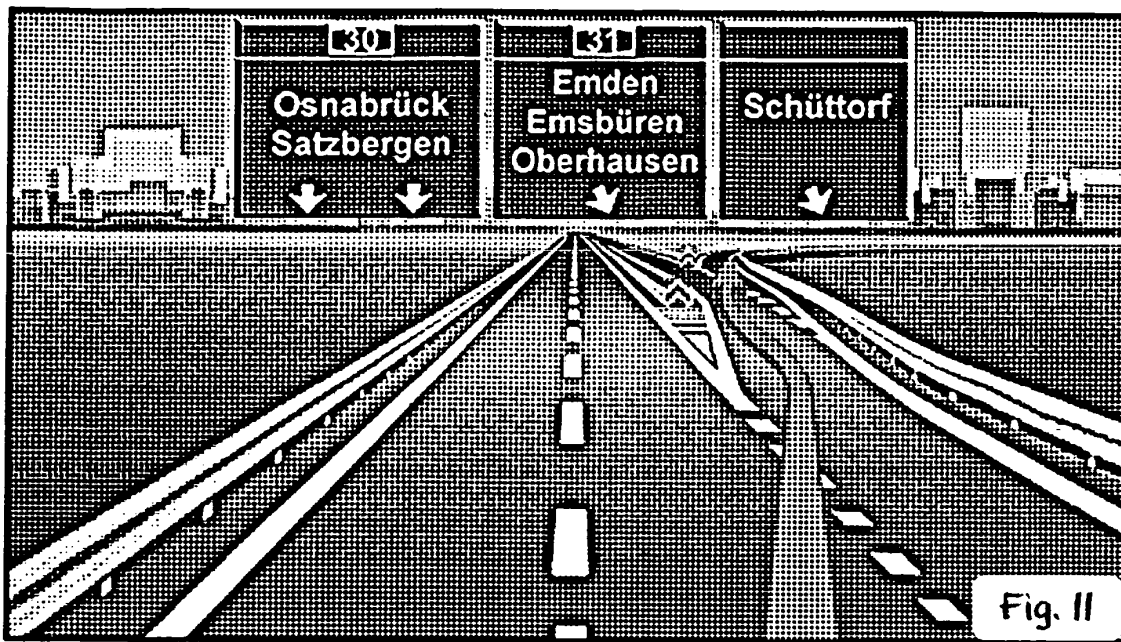 30
Osnabrück
Satzbergen
31
Emden
Emsbüren
Oberhausen
Schüttorf
Fig. 11